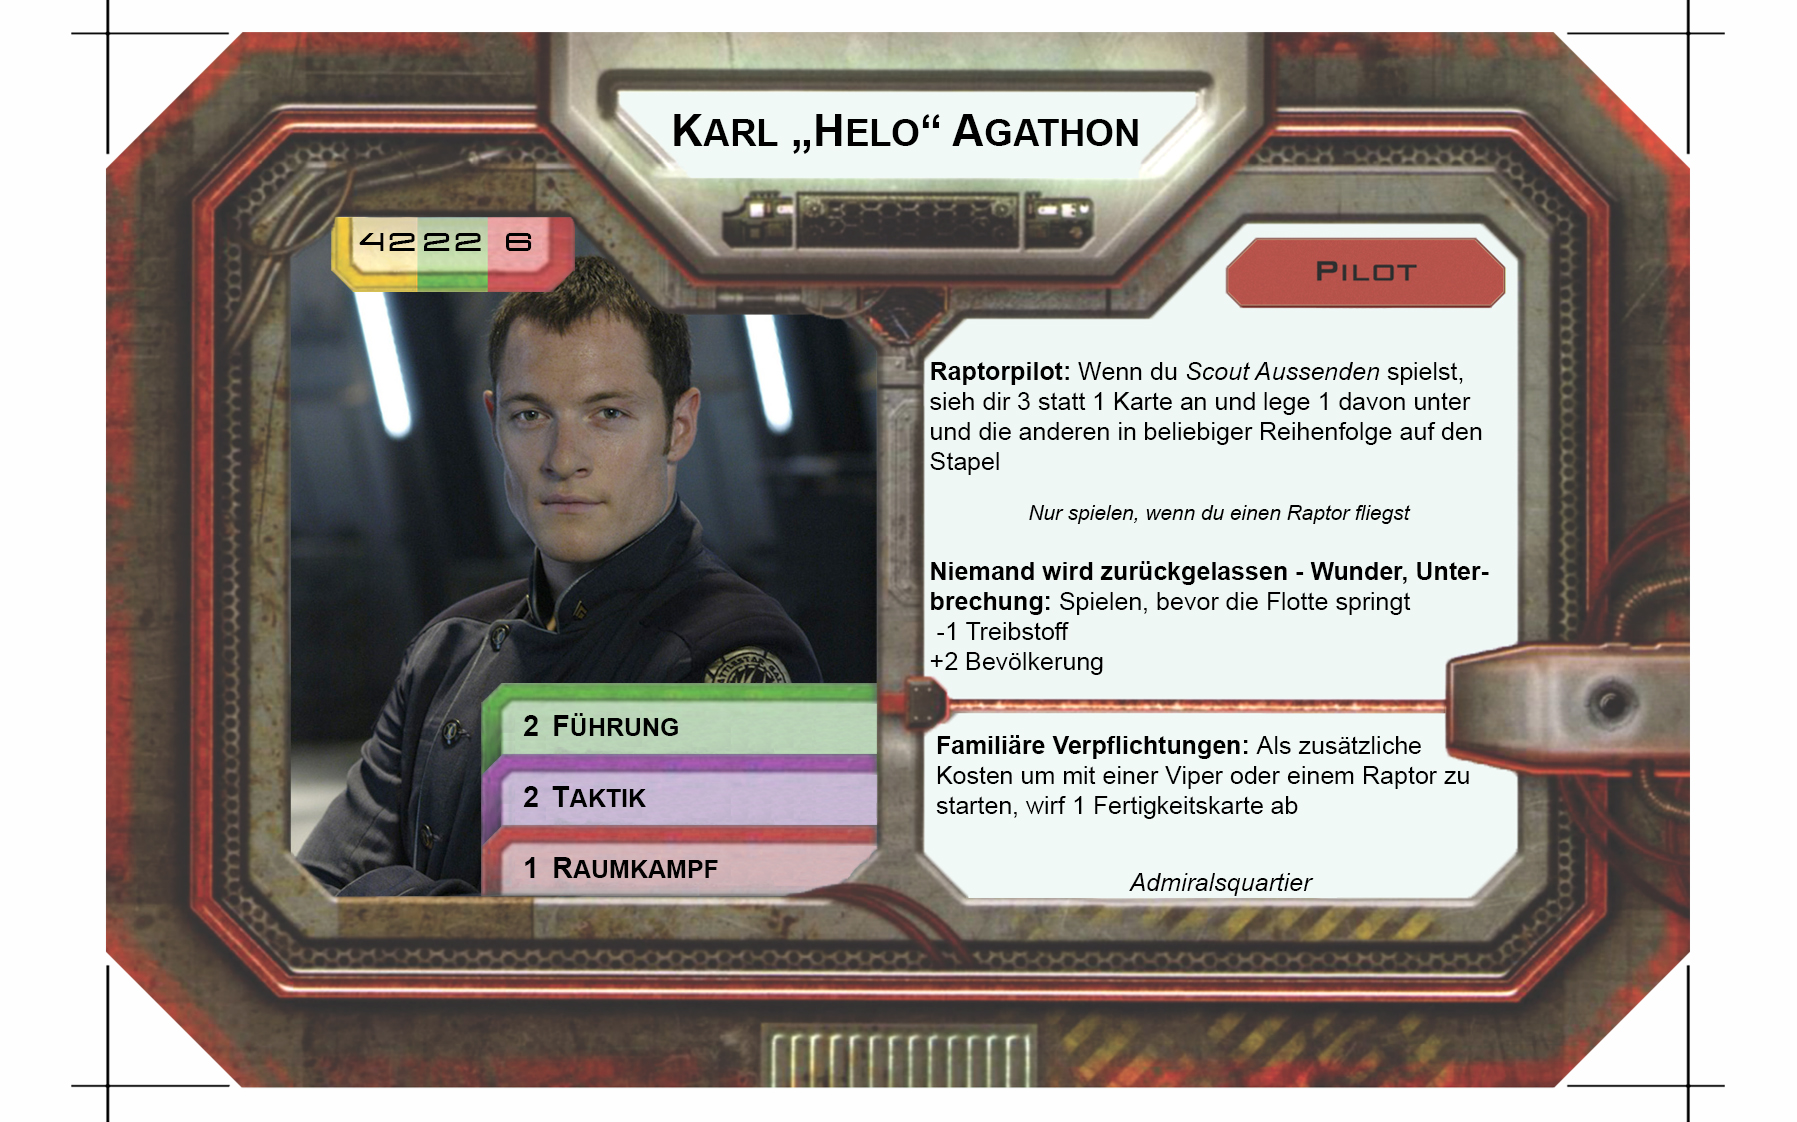 KARL „HELO“ AGATHON
42 22 6
PILOT
Raptorpilot: Wenn du Scout Aussenden spielst,
sieh dir 3 statt 1 Karte an und lege 1 davon unter
und die anderen in beliebiger Reihenfolge auf den
Stapel
Nur spielen, wenn du einen Raptor fliegst
Niemand wird zurückgelassen - Wunder, Unter-
brechung: Spielen, bevor die Flotte springt
-1 Treibstoff
+2 Bevölkerung
Familiäre Verpflichtungen: Als zusätzliche
Kosten um mit einer Viper oder einem Raptor zu
starten, wirf 1 Fertigkeitskarte ab
Admiralsquartier
2 FÜHRUNG
2 TAKTIK
1 RAUMKAMPF